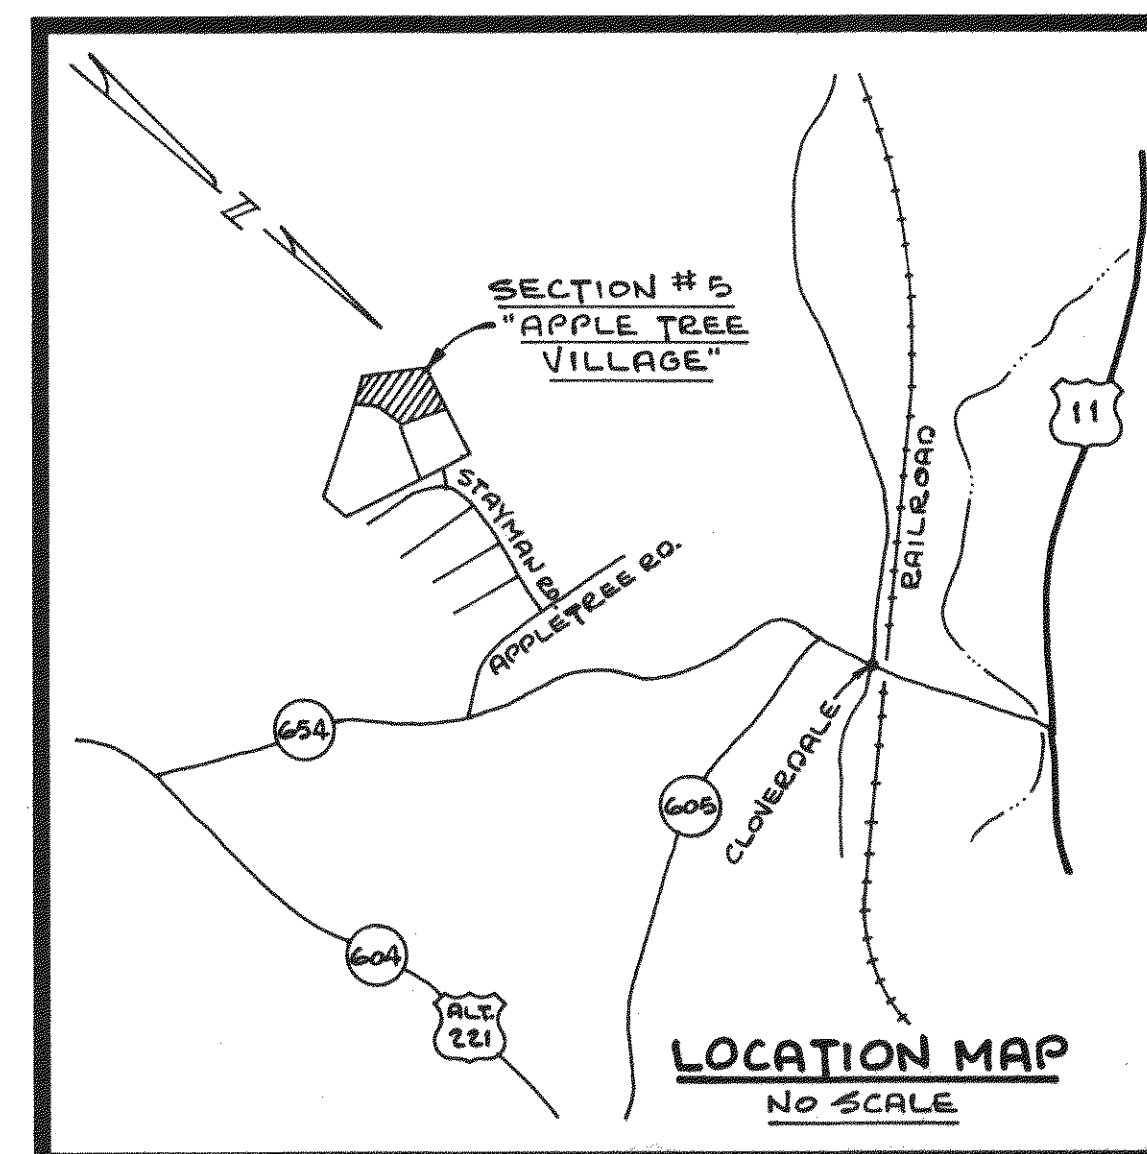 N
SECTION # 5
"APPLE TREE
VILLAGE"
11
RAILROAD
STAYMAN RD.
APPLETREE RD.
654
605
CLOVERDALE
604
ALT.
221
LOCATION MAP
NO SCALE